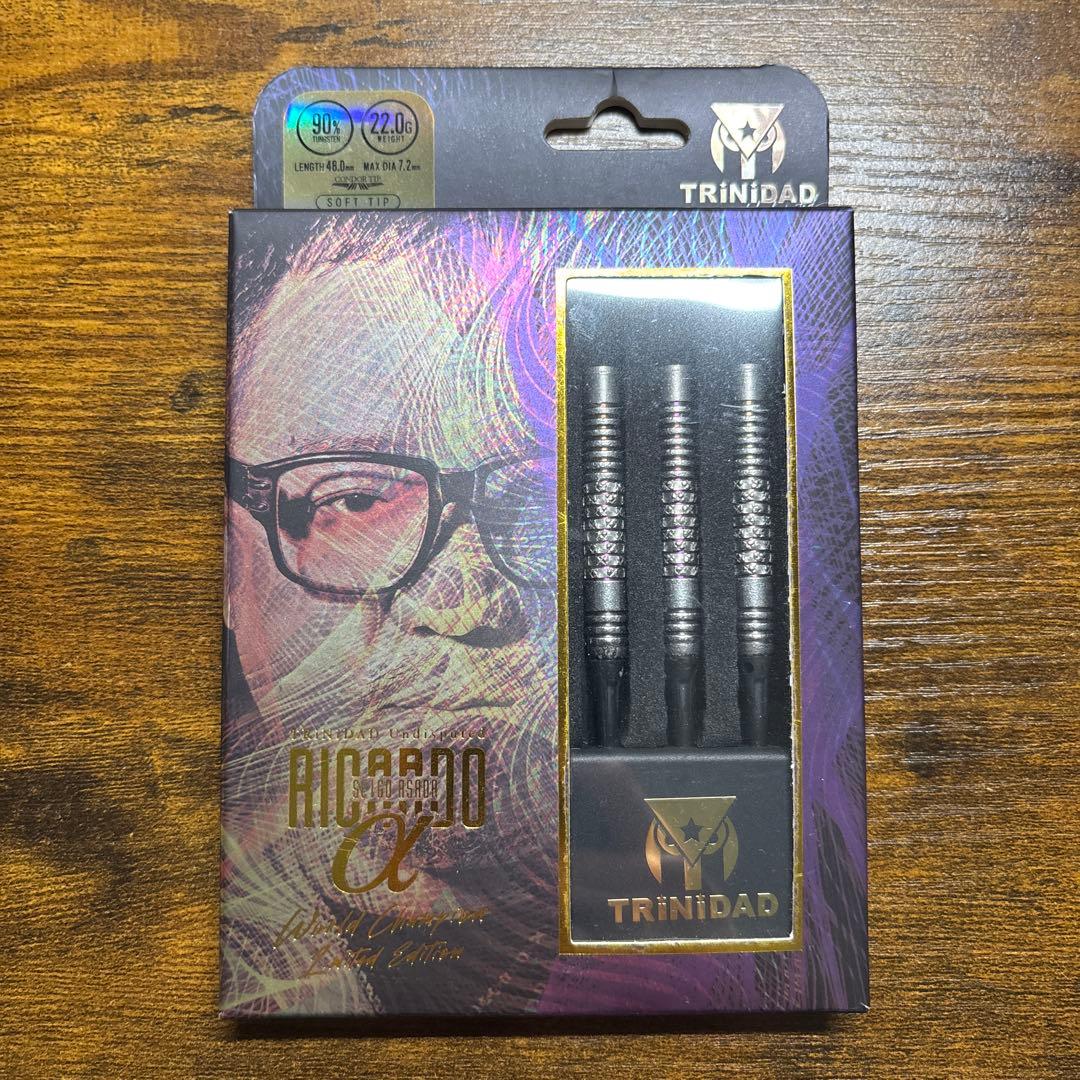 90%
TUNGSTEN
22.0G
WEIGHT
LENGTH 48.0mm MAX DIA 7.2mm
CONDOR TIP
SOFT TIP
TRiNiDAD
TRiNiDAD Undisputed
RICARDO
SEIGO ASADA
α
World Champion
Limited Edition
TRiNiDAD